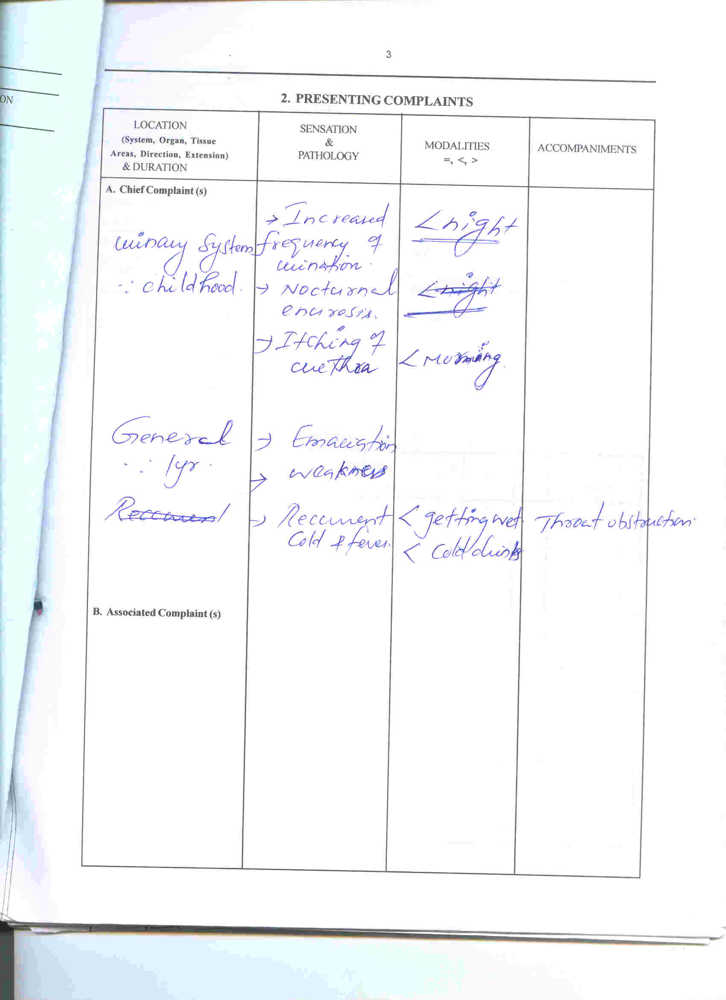 3
ON
2. PRESENTING COMPLAINTS
LOCATION
(System, Organ, Tissue
Areas, Direction, Extension)
& DURATION
SENSATION
&
PATHOLOGY
MODALITIES
=, <, >
ACCOMPANIMENTS
A. Chief Complaint (s)
urinary system
∵ childhood.
→ Increased
frequency of
urination.
< night
→ Nocturnal
enuresis.
< night
→ Itching of
urethra
< Morning.
General
∵ 1yr.
→ Emaciation
→ weakness
Recurrent
→ Recurrent
Cold & fever.
< getting wet.
< Cold drinks
Throat obstruction.
B. Associated Complaint (s)